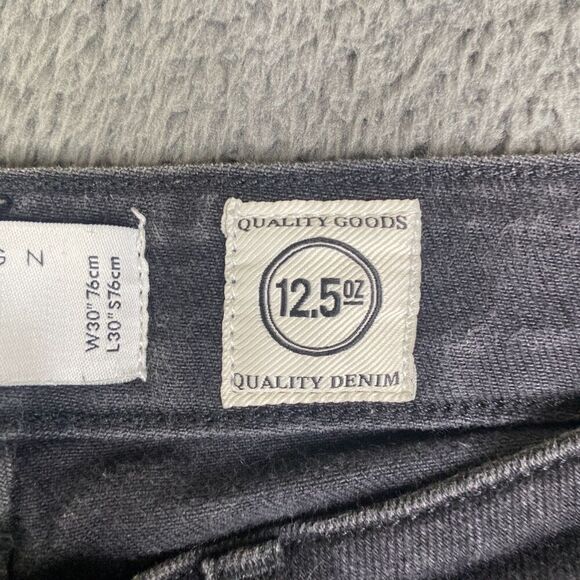 G N
W30"76cm
L30"S76cm
QUALITY GOODS
12.5OZ
QUALITY DENIM